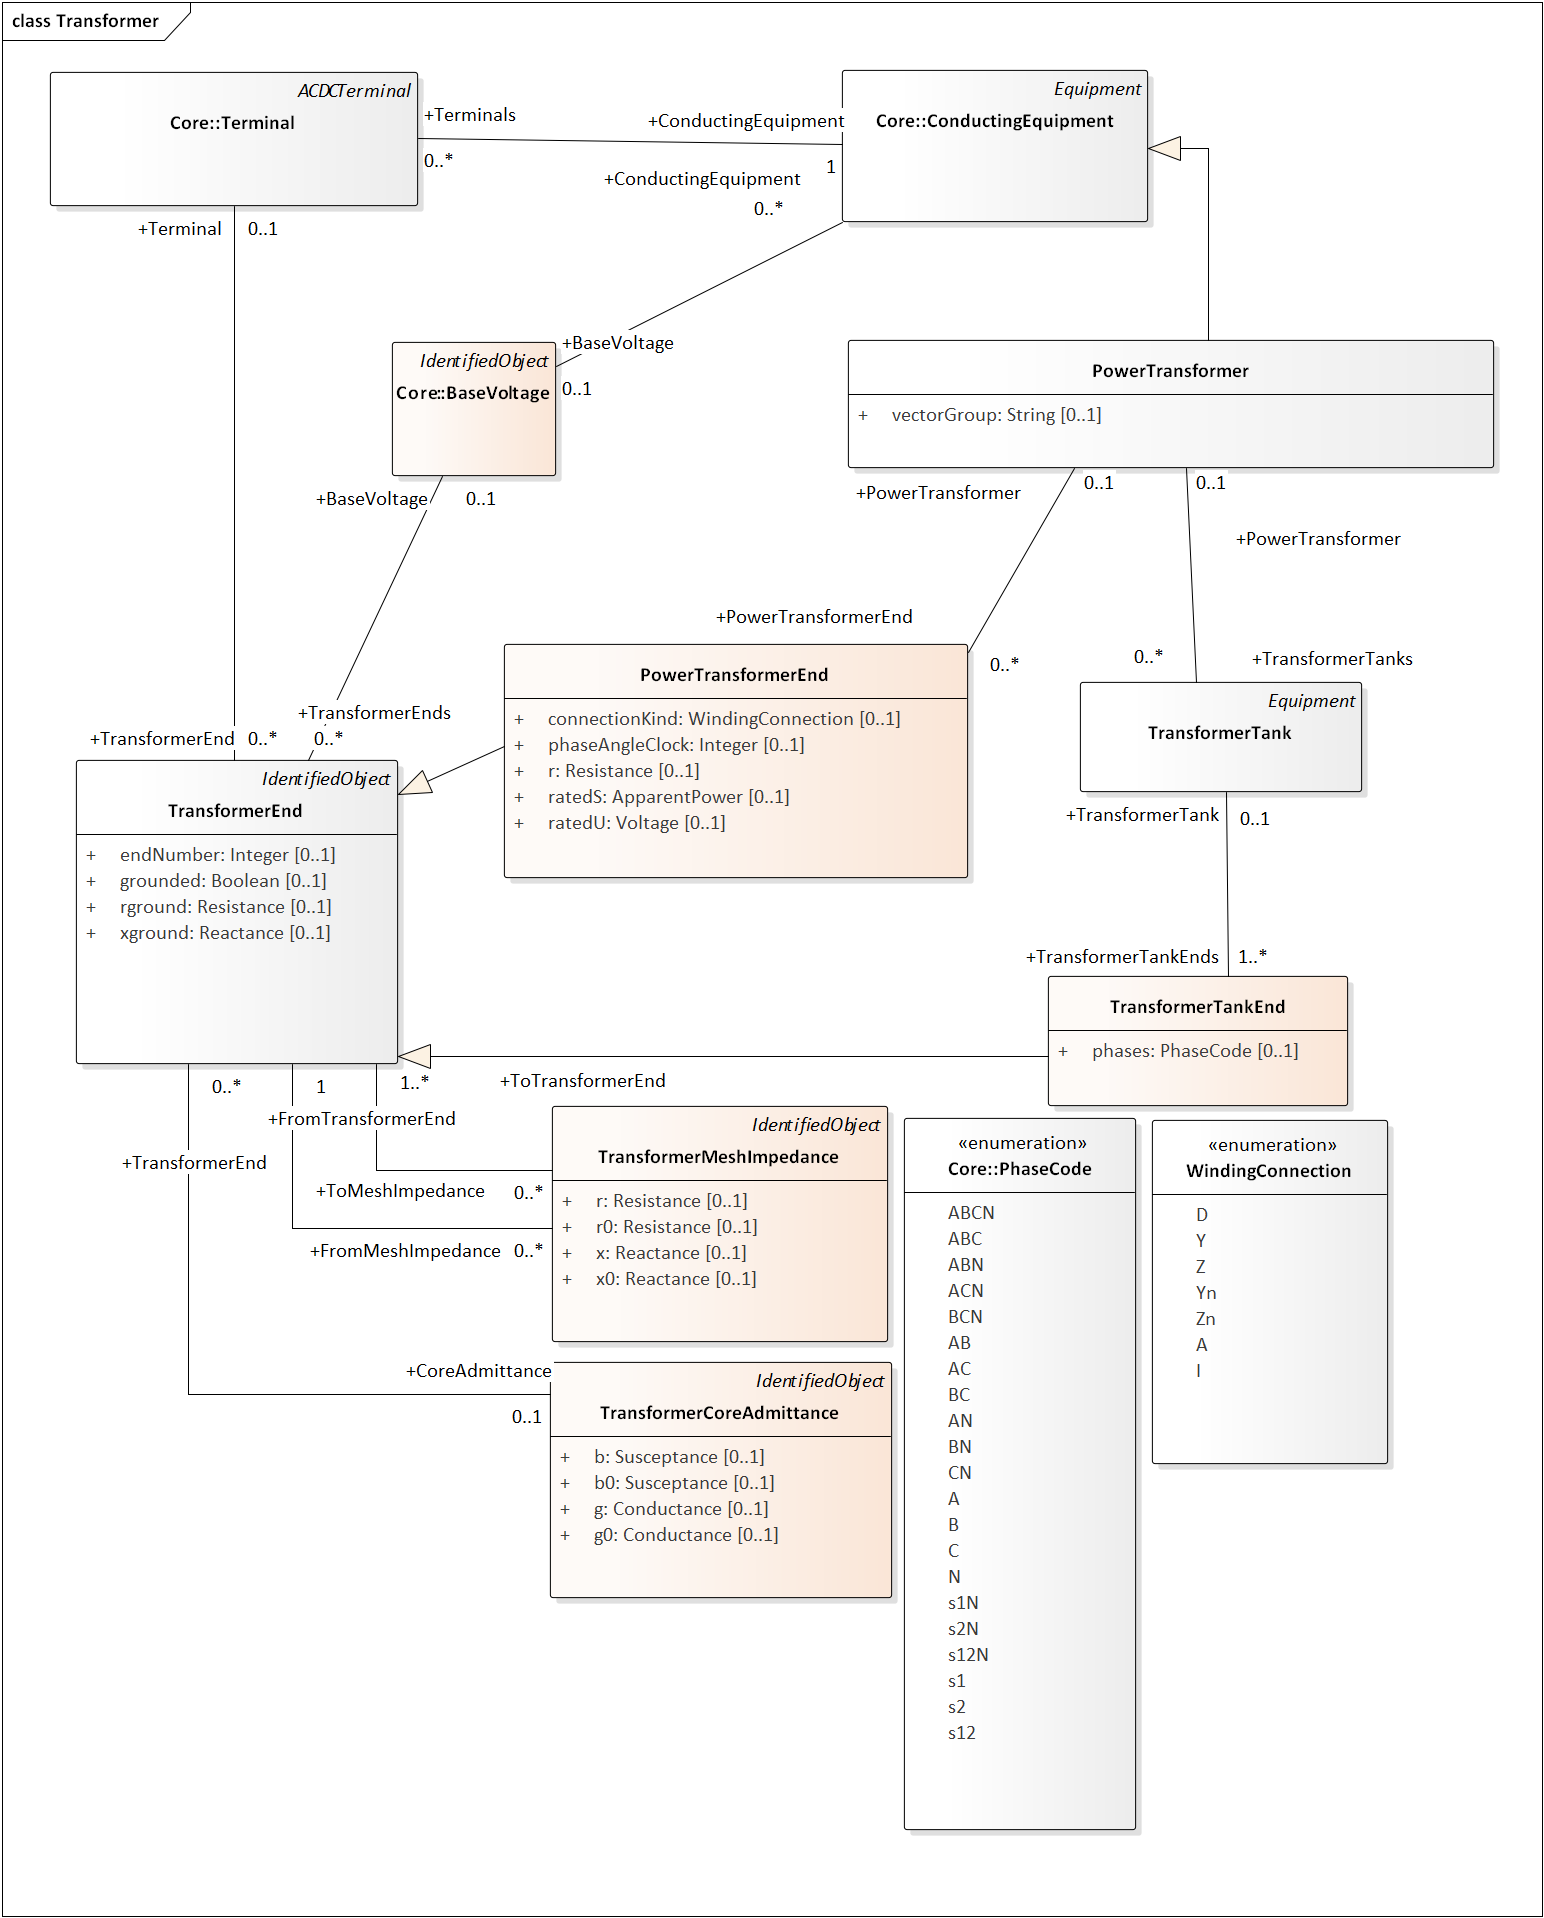 class Transformer
ACDCTerminal
Core::Terminal
+Terminals
0..*
+ConductingEquipment
1
Equipment
Core::ConductingEquipment
+ConductingEquipment
0..*
+Terminal
0..1
+BaseVoltage
0..1
IdentifiedObject
Core::BaseVoltage
+BaseVoltage
0..1
PowerTransformer
+ vectorGroup: String [0..1]
+PowerTransformer
0..1
0..1
+PowerTransformer
+PowerTransformerEnd
0..*
0..*
+TransformerTanks
PowerTransformerEnd
+ connectionKind: WindingConnection [0..1]
+ phaseAngleClock: Integer [0..1]
+ r: Resistance [0..1]
+ ratedS: ApparentPower [0..1]
+ ratedU: Voltage [0..1]
Equipment
TransformerTank
+TransformerTank
0..1
+TransformerEnds
+TransformerEnd
0..*
0..*
IdentifiedObject
TransformerEnd
+ endNumber: Integer [0..1]
+ grounded: Boolean [0..1]
+ rground: Resistance [0..1]
+ xground: Reactance [0..1]
+TransformerTankEnds
1..*
TransformerTankEnd
+ phases: PhaseCode [0..1]
0..*
1
1..*
+ToTransformerEnd
+FromTransformerEnd
+TransformerEnd
+ToMeshImpedance
0..*
+FromMeshImpedance
0..*
IdentifiedObject
TransformerMeshImpedance
+ r: Resistance [0..1]
+ r0: Resistance [0..1]
+ x: Reactance [0..1]
+ x0: Reactance [0..1]
+CoreAdmittance
0..1
IdentifiedObject
TransformerCoreAdmittance
+ b: Susceptance [0..1]
+ b0: Susceptance [0..1]
+ g: Conductance [0..1]
+ g0: Conductance [0..1]
«enumeration»
Core::PhaseCode
ABCN
ABC
ABN
ACN
BCN
AB
AC
BC
AN
BN
CN
A
B
C
N
s1N
s2N
s12N
s1
s2
s12
«enumeration»
WindingConnection
D
Y
Z
Yn
Zn
A
I